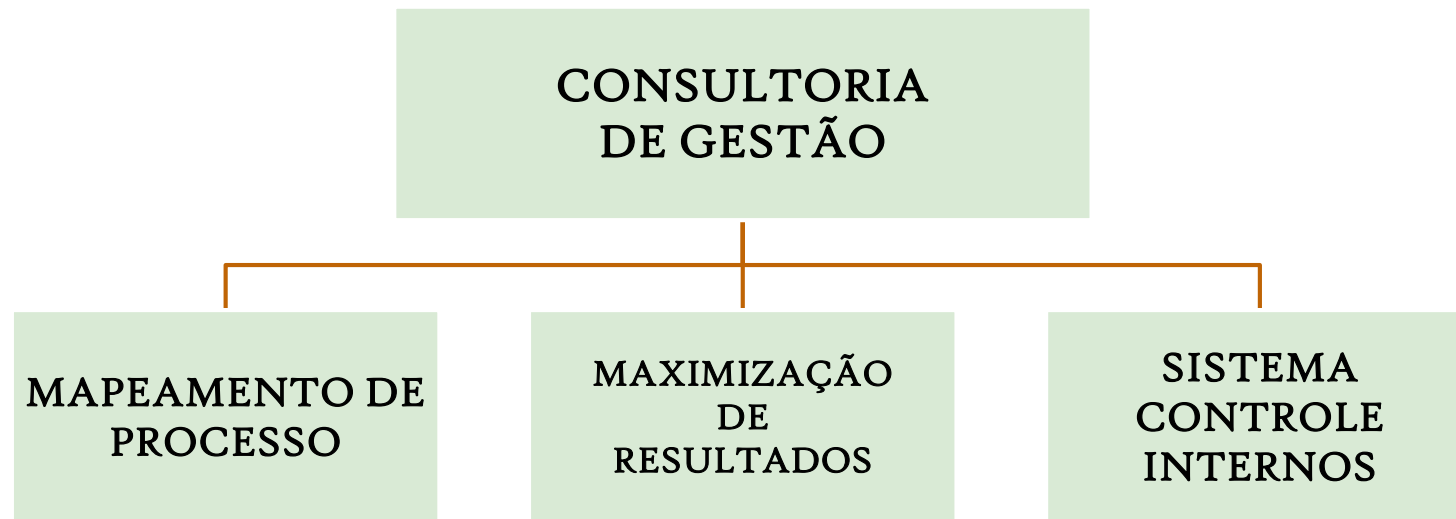 CONSULTORIA
DE GESTÃO
MAPEAMENTO DE
PROCESSO
MAXIMIZAÇÃO
DE
RESULTADOS
SISTEMA
CONTROLE
INTERNOS